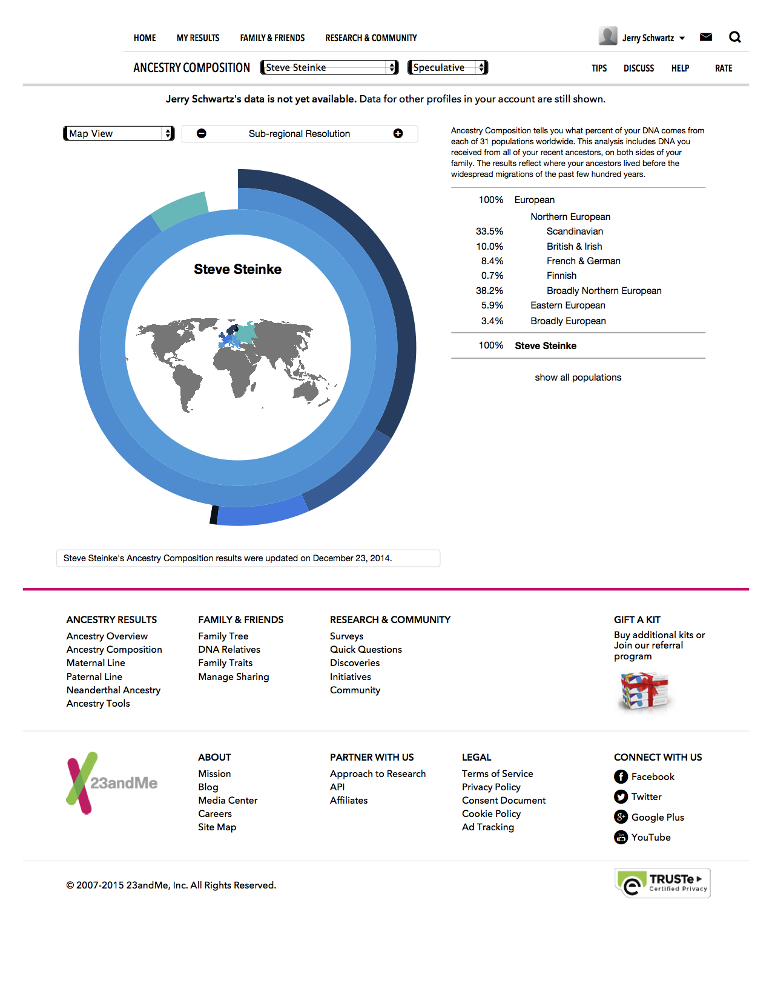 HOME MY RESULTS FAMILY & FRIENDS RESEARCH & COMMUNITY Jerry Schwartz
ANCESTRY COMPOSITION Steve Steinke Speculative TIPS DISCUSS HELP RATE
Jerry Schwartz's data is not yet available. Data for other profiles in your account are still shown.
Map View Sub-regional Resolution
Ancestry Composition tells you what percent of your DNA comes from
each of 31 populations worldwide. This analysis includes DNA you
received from all of your recent ancestors, on both sides of your
family. The results reflect where your ancestors lived before the
widespread migrations of the past few hundred years.
100% European
Northern European
33.5% Scandinavian
10.0% British & Irish
8.4% French & German
0.7% Finnish
38.2% Broadly Northern European
5.9% Eastern European
3.4% Broadly European
100% Steve Steinke
show all populations
Steve Steinke
Steve Steinke's Ancestry Composition results were updated on December 23, 2014.
ANCESTRY RESULTS
Ancestry Overview
Ancestry Composition
Maternal Line
Paternal Line
Neanderthal Ancestry
Ancestry Tools
FAMILY & FRIENDS
Family Tree
DNA Relatives
Family Traits
Manage Sharing
RESEARCH & COMMUNITY
Surveys
Quick Questions
Discoveries
Initiatives
Community
GIFT A KIT
Buy additional kits or
Join our referral
program
23andMe
ABOUT
Mission
Blog
Media Center
Careers
Site Map
PARTNER WITH US
Approach to Research
API
Affiliates
LEGAL
Terms of Service
Privacy Policy
Consent Document
Cookie Policy
Ad Tracking
CONNECT WITH US
Facebook
Twitter
Google Plus
YouTube
© 2007-2015 23andMe, Inc. All Rights Reserved.
TRUSTe
Certified Privacy